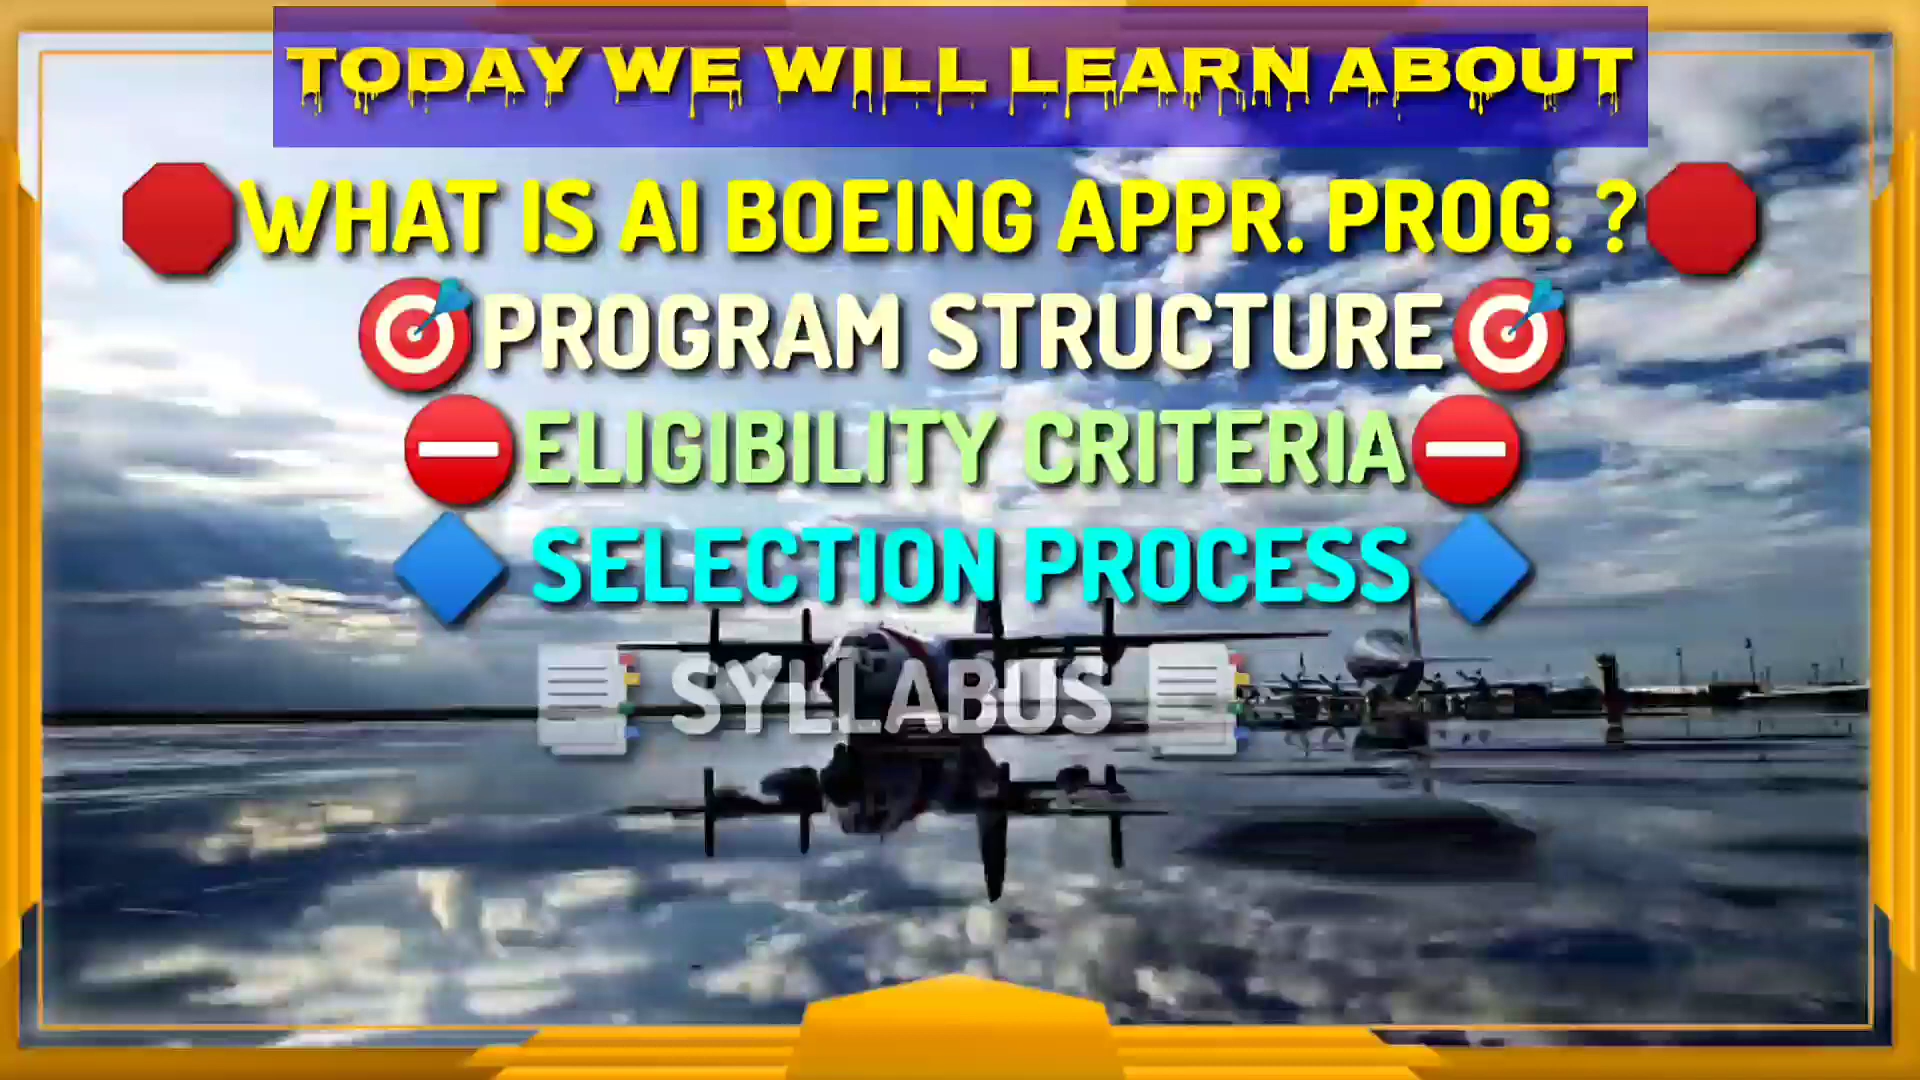 TODAY WE WILL LEARN ABOUT
WHAT IS AI BOEING APPR. PROG. ?
PROGRAM STRUCTURE
ELIGIBILITY CRITERIA
SELECTION PROCESS
SYLLABUS